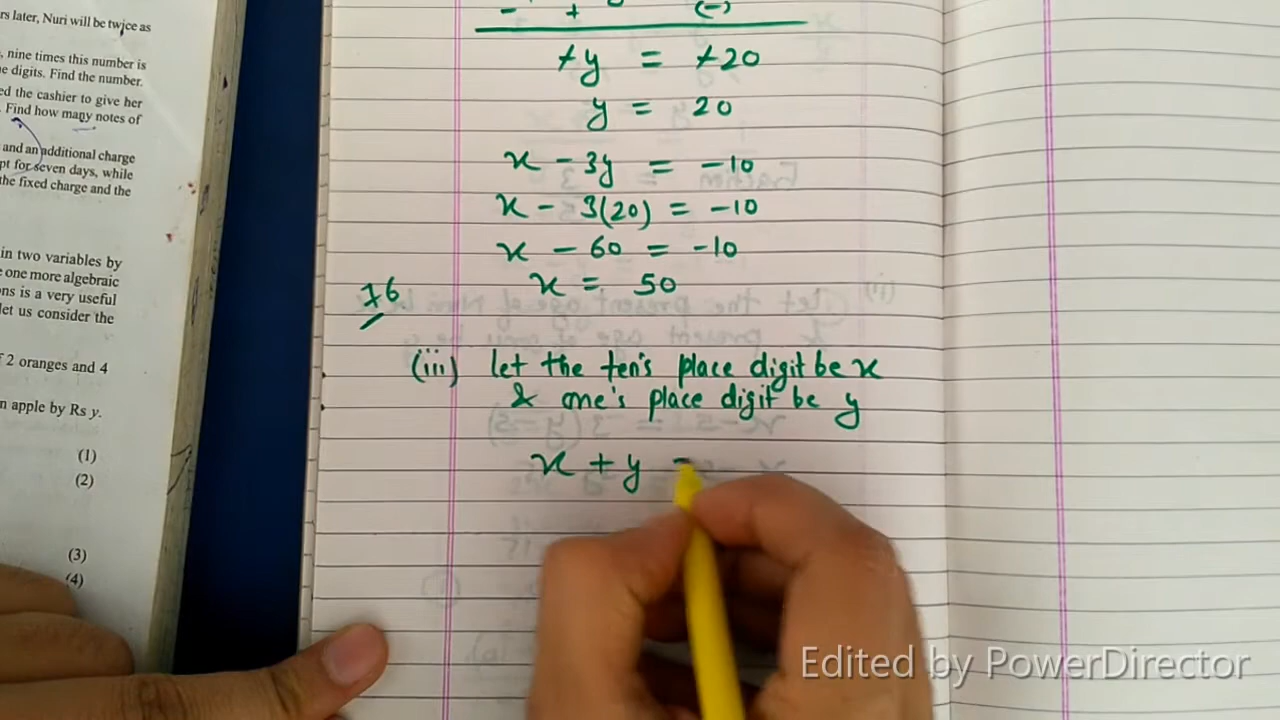 rs later, Nuri will be twice as
, nine times this number is
e digits. Find the number.
ed the cashier to give her
. Find how many notes of
and an additional charge
pt for seven days, while
the fixed charge and the
in two variables by
e one more algebraic
ons is a very useful
let us consider the
2 oranges and 4
n apple by Rs y.
(1)
(2)
(3)
(4)
- + (-)
+y = +20
y = 20
x - 3y = -10
x - 3(20) = -10
x - 60 = -10
x = 50
76
(iii) let the ten's place digit be x
& one's place digit be y
x + y =
Edited by PowerDirector